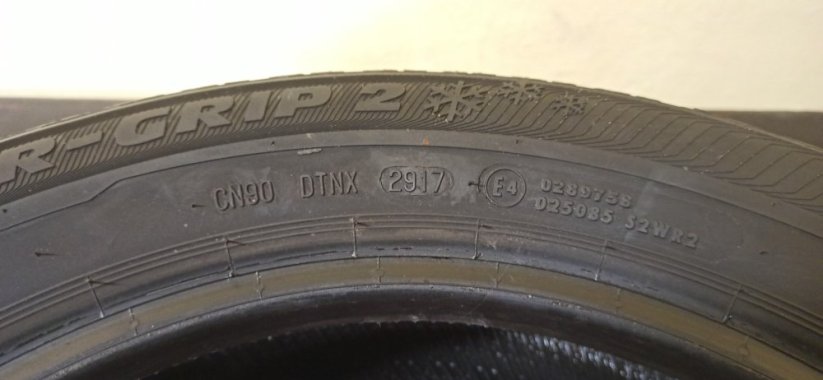 R-GRIP 2
CN90 DTNX 2917 E4 0289758
025085 S2WR2